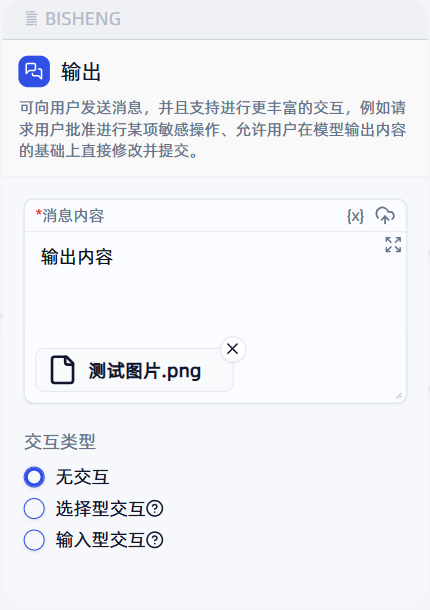 BISHENG
输出
可向用户发送消息，并且支持进行更丰富的交互，例如请
求用户批准进行某项敏感操作、允许用户在模型输出内容
的基础上直接修改并提交。
*消息内容 {x}
输出内容
测试图片.png
交互类型
无交互
选择型交互?
输入型交互?